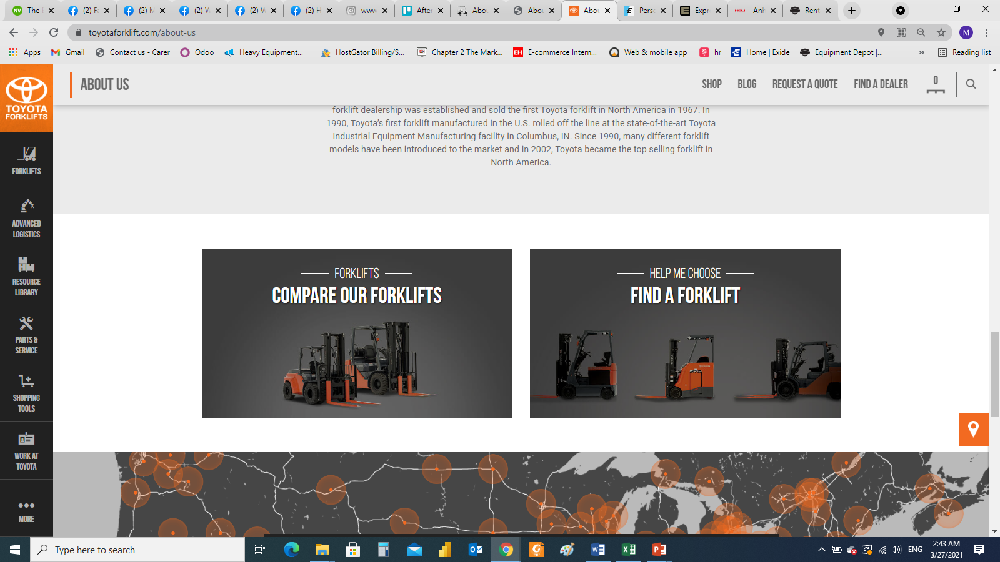 The
(2) Fa
(2) M
(2) W
(2) W
(2) H
www
After
Abou
Abou
Abou
Pers
Expr
_Anh
Rent
toyotaforklift.com/about-us
M
Apps
Gmail
Contact us - Carer
Odoo
Heavy Equipment...
HostGator Billing/S...
Chapter 2 The Mark...
E-commerce Intern...
Web & mobile app
hr
Home | Exide
Equipment Depot |...
»
Reading list
TOYOTA
FORKLIFTS
ABOUT US
SHOP
BLOG
REQUEST A QUOTE
FIND A DEALER
0
FORKLIFTS
ADVANCED
LOGISTICS
RESOURCE
LIBRARY
PARTS &
SERVICE
SHOPPING
TOOLS
WORK AT
TOYOTA
MORE
forklift dealership was established and sold the first Toyota forklift in North America in 1967. In
1990, Toyota's first forklift manufactured in the U.S. rolled off the line at the state-of-the-art Toyota
Industrial Equipment Manufacturing facility in Columbus, IN. Since 1990, many different forklift
models have been introduced to the market and in 2002, Toyota became the top selling forklift in
North America.
FORKLIFTS
COMPARE OUR FORKLIFTS
HELP ME CHOOSE
FIND A FORKLIFT
Type here to search
ENG
2:43 AM
3/27/2021